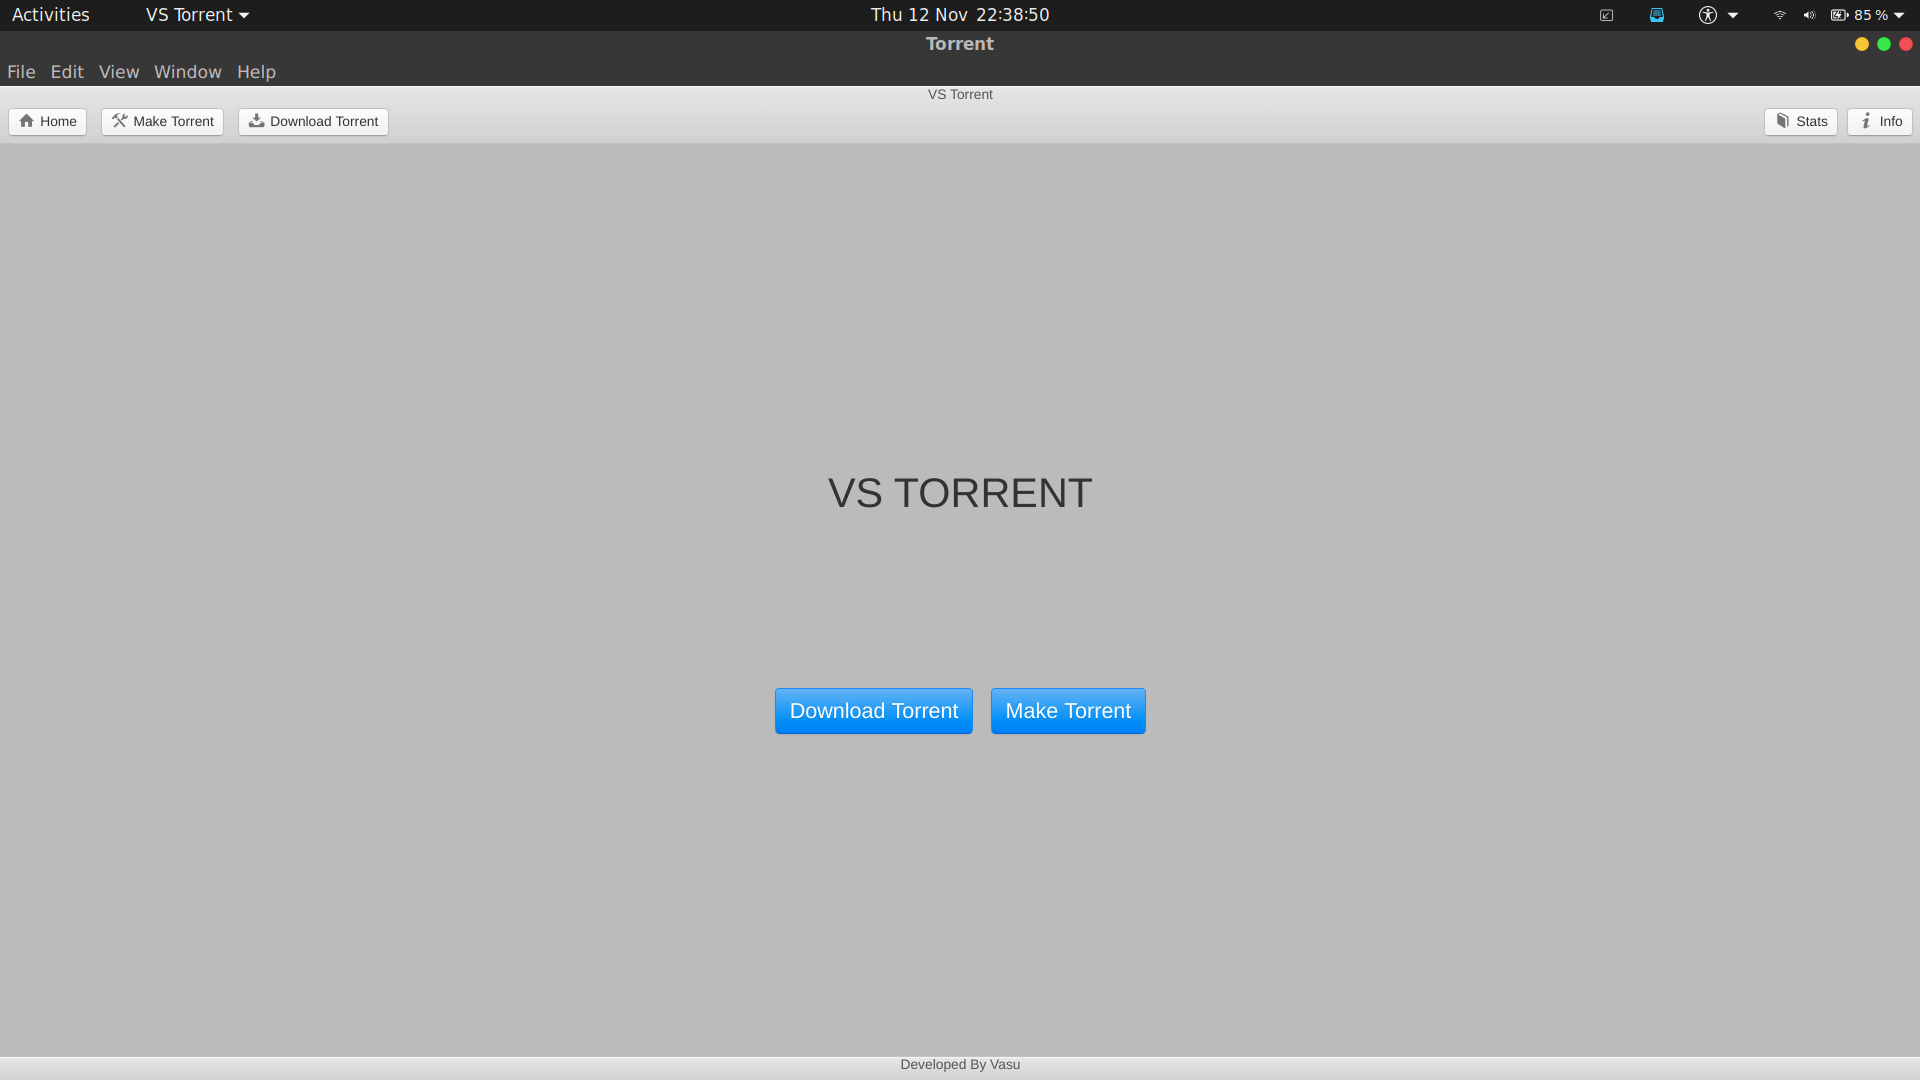 Activities VS Torrent Thu 12 Nov 22:38:50 85 %
Torrent
File Edit View Window Help
VS Torrent
Home Make Torrent Download Torrent Stats Info
VS TORRENT
Download Torrent Make Torrent
Developed By Vasu